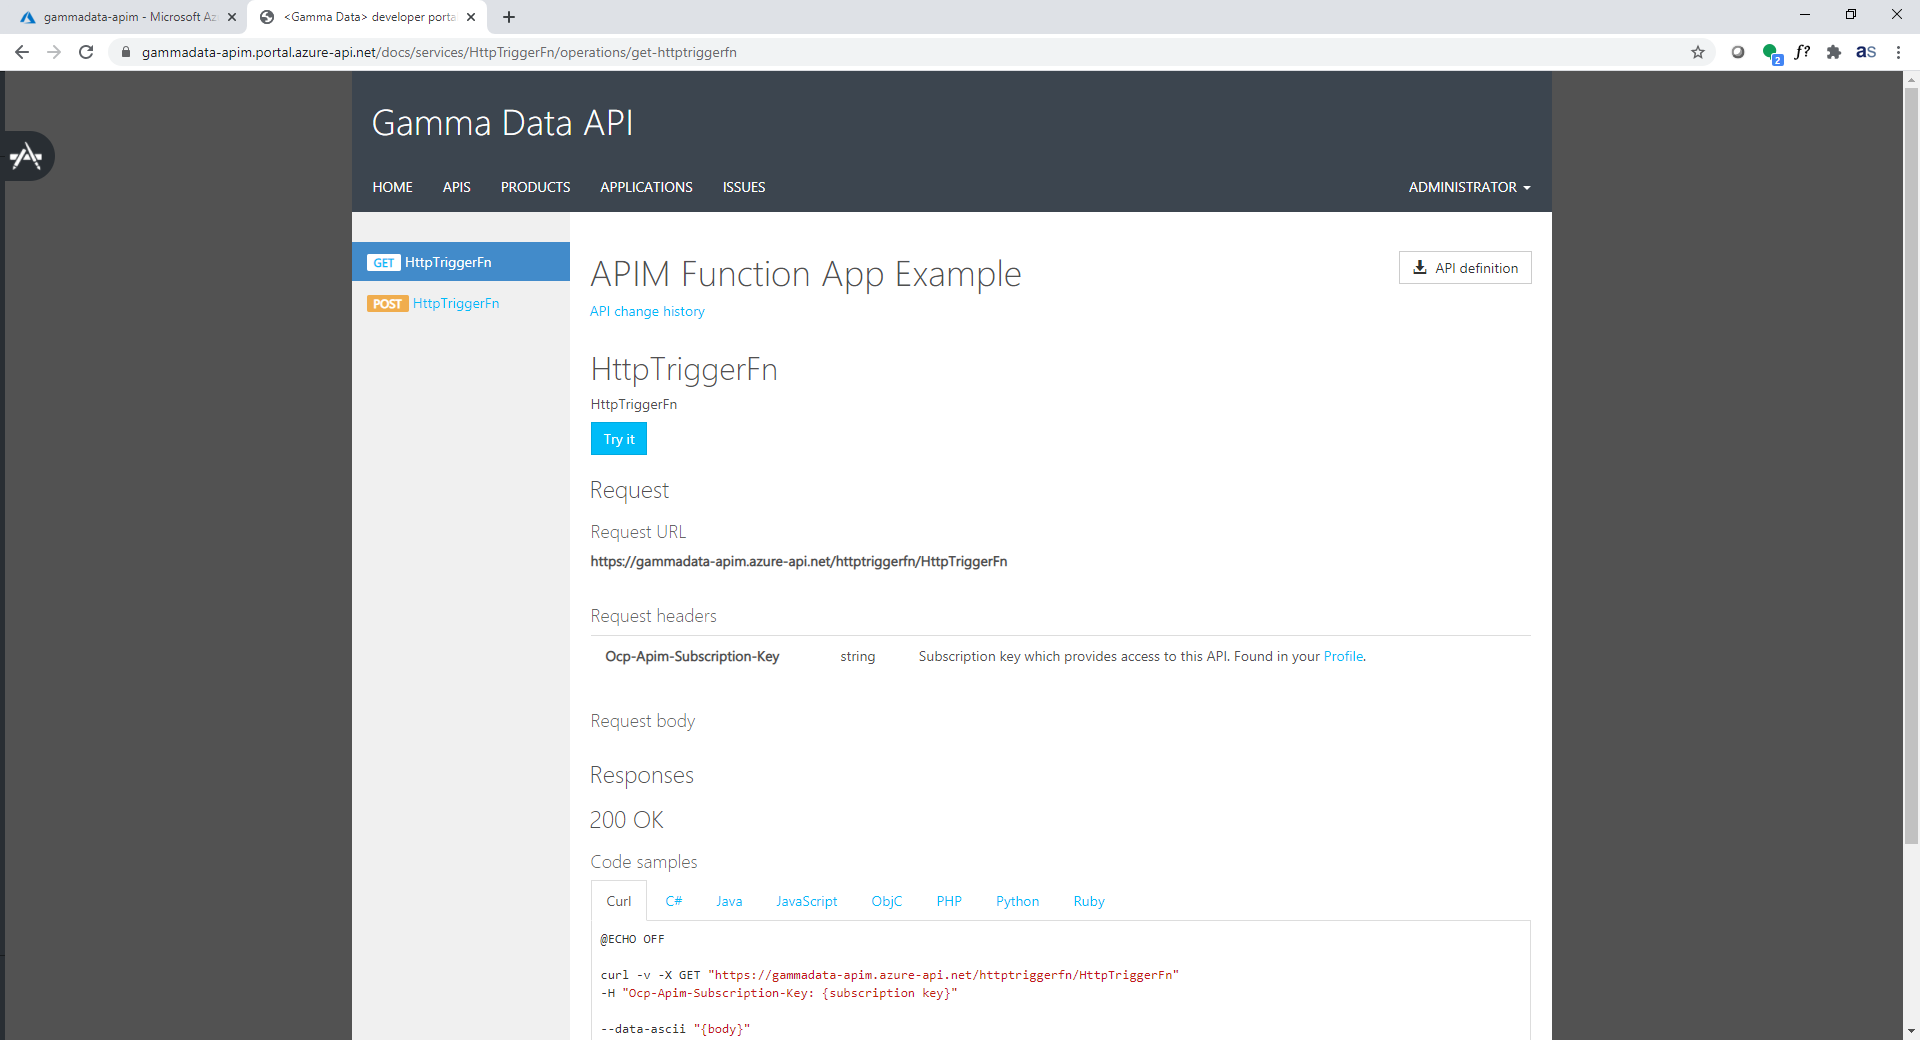 gammadata-apim - Microsoft Az
<Gamma Data> developer porta
gammadata-apim.portal.azure-api.net/docs/services/HttpTriggerFn/operations/get-httptriggerfn
2
f?
as
Gamma Data API
HOME APIS PRODUCTS APPLICATIONS ISSUES ADMINISTRATOR
GET HttpTriggerFn
POST HttpTriggerFn
APIM Function App Example
API definition
API change history
HttpTriggerFn
HttpTriggerFn
Try it
Request
Request URL
https://gammadata-apim.azure-api.net/httptriggerfn/HttpTriggerFn
Request headers
Ocp-Apim-Subscription-Key string Subscription key which provides access to this API. Found in your Profile.
Request body
Responses
200 OK
Code samples
Curl C# Java JavaScript ObjC PHP Python Ruby
@ECHO OFF
curl -v -X GET "https://gammadata-apim.azure-api.net/httptriggerfn/HttpTriggerFn"
-H "Ocp-Apim-Subscription-Key: {subscription key}"
--data-ascii "{body}"